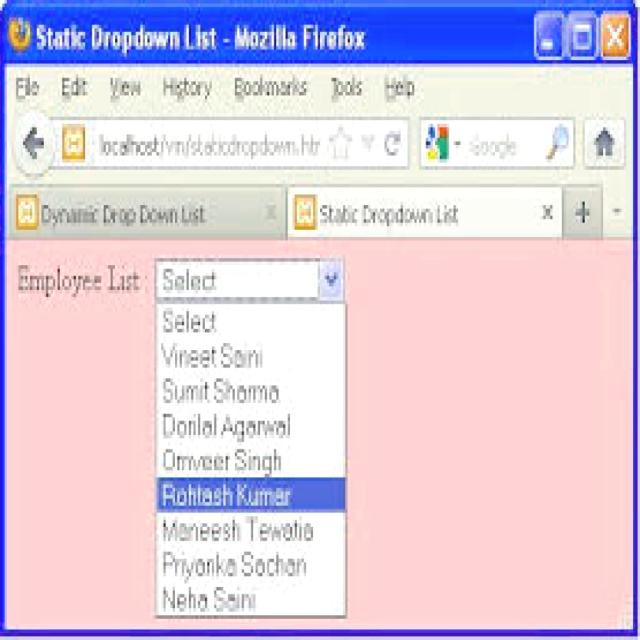 Static Dropdown List - Mozilla Firefox
File Edit View History Bookmarks Tools Help
localhost/vm/staticdropdown.htr Google
Dynamic Drop Down List x Static Dropdown List x +
Employee List : Select
Select
Vineet Saini
Sumit Sharma
Dorilal Agarwal
Omveer Singh
Rohtash Kumar
Maneesh Tewatia
Priyanka Sachan
Neha Saini